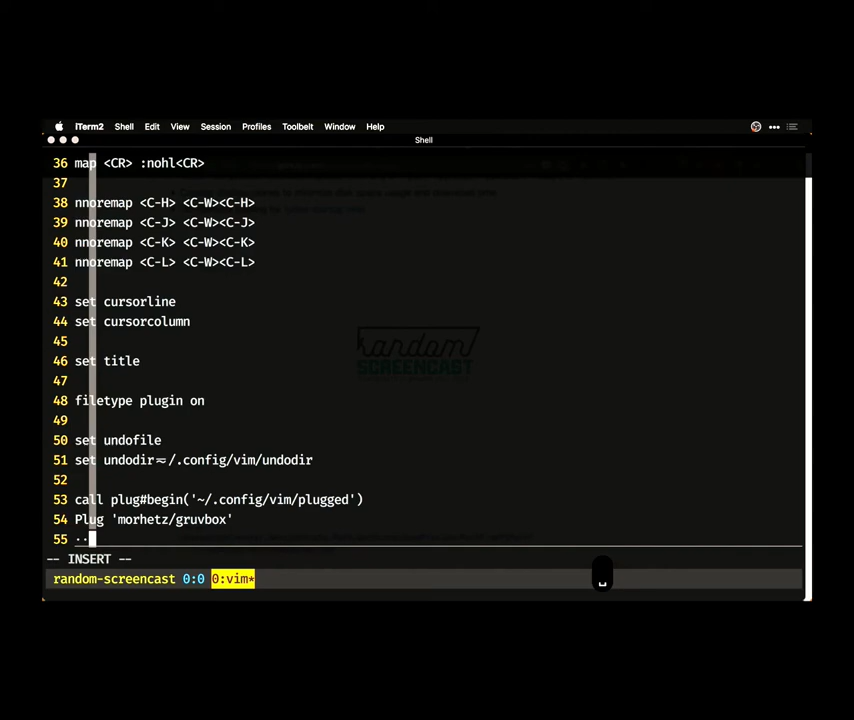 iTerm2 Shell Edit View Session Profiles Toolbelt Window Help
Shell
36 map <CR> :nohl<CR>
37
38 nnoremap <C-H> <C-W><C-H>
39 nnoremap <C-J> <C-W><C-J>
40 nnoremap <C-K> <C-W><C-K>
41 nnoremap <C-L> <C-W><C-L>
42
43 set cursorline
44 set cursorcolumn
45
46 set title
47
48 filetype plugin on
49
50 set undofile
51 set undodir=~/.config/vim/undodir
52
53 call plug#begin('~/.config/vim/plugged')
54 Plug 'morhetz/gruvbox'
55 ··
-- INSERT --
random-screencast 0:0 0:vim*
␣
random
SCREENCAST